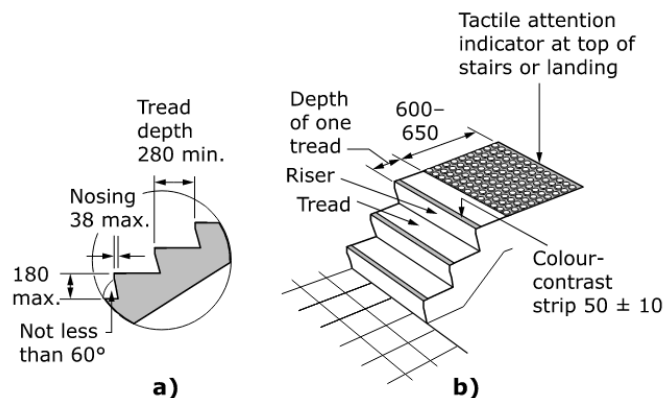 Tread
depth
280 min.
Nosing
38 max.
180
max.
Not less
than 60°
a)
Tactile attention
indicator at top of
stairs or landing
600–
650
Depth
of one
tread
Riser
Tread
Colour-
contrast
strip 50 ± 10
b)